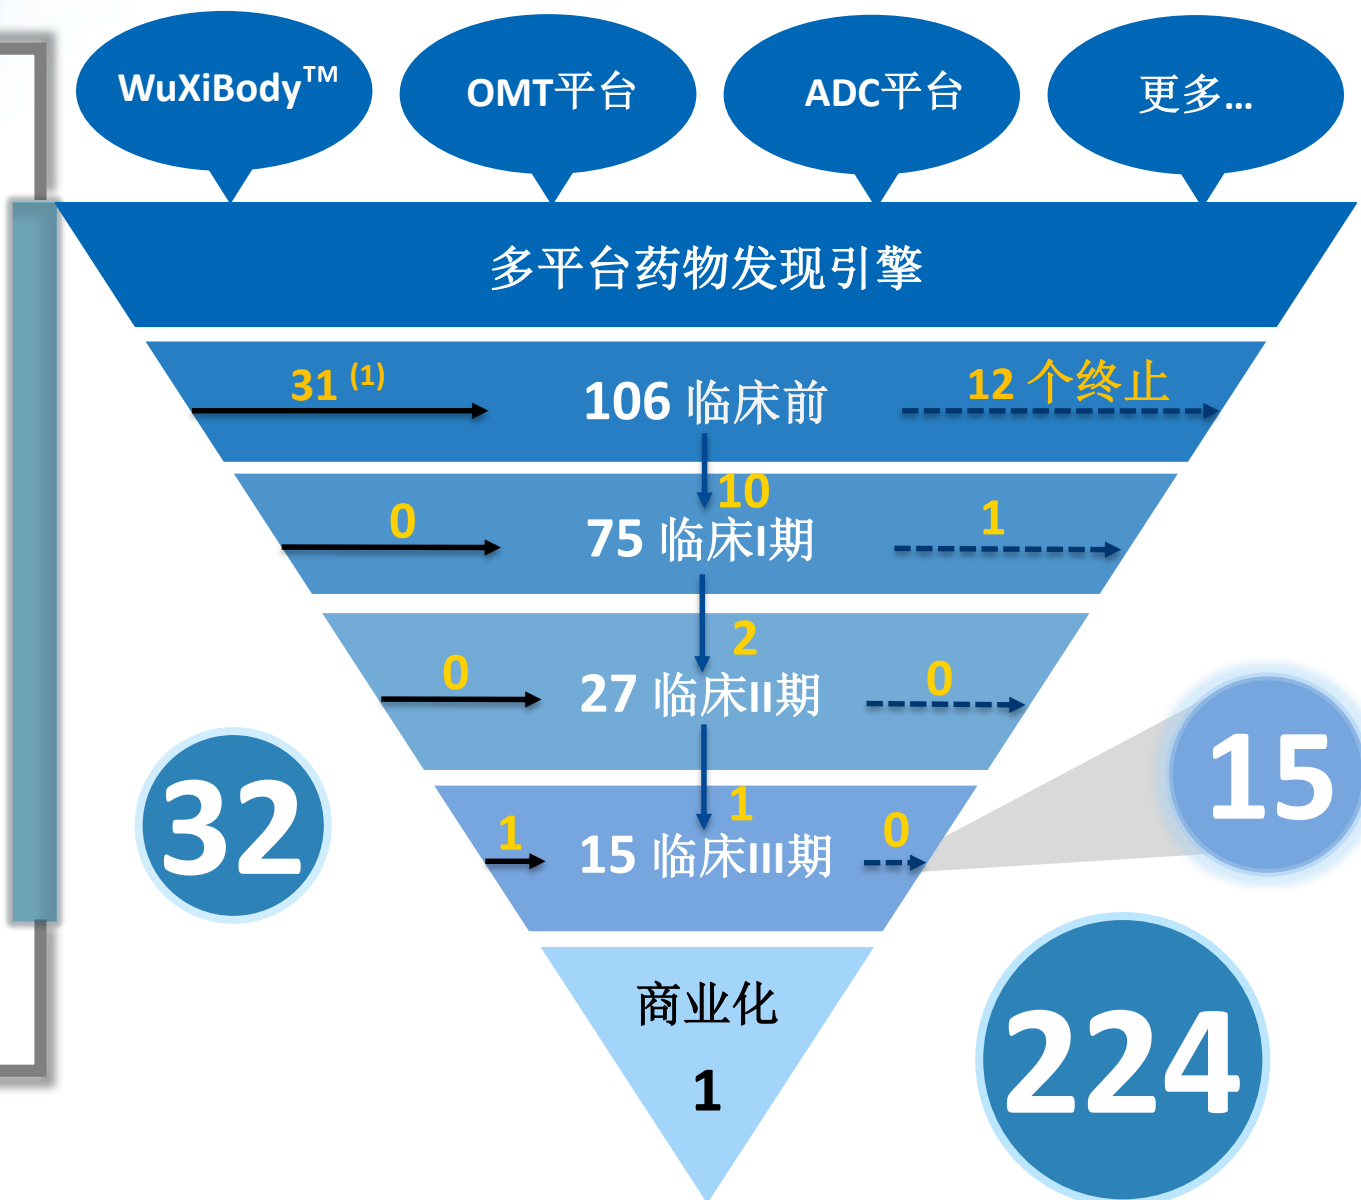 WuXiBody™
OMT平台
ADC平台
更多...
多平台药物发现引擎
31 (1)
106 临床前
12 个终止
10
0
75 临床I期
1
2
0
27 临床II期
0
1
1
15 临床III期
0
15
32
商业化
1
224